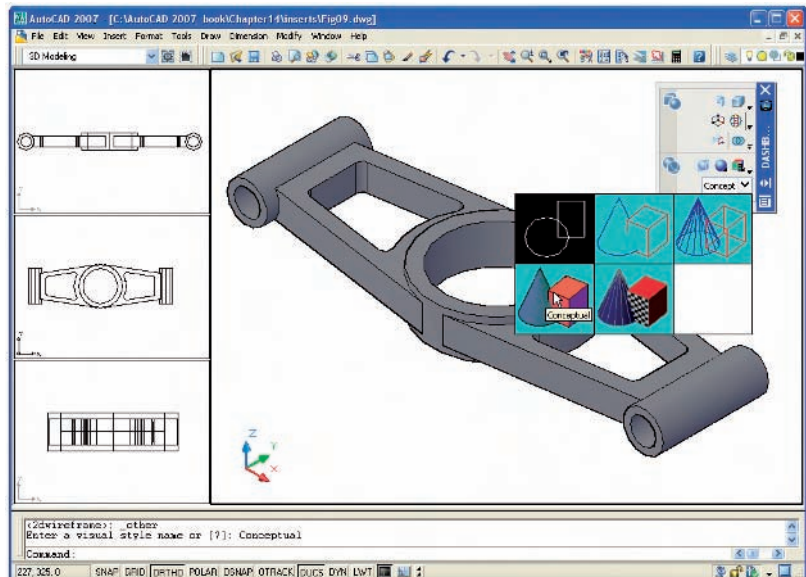 AutoCAD 2007 [C:\AutoCAD 2007_book\Chapter14\inserts\Fig09.dwg]
File Edit View Insert Format Tools Draw Dimension Modify Window Help
3D Modeling
DASHB...
Concept
Conceptual
Z
Y
X
<2dwireframe>: _other
Enter a visual style name or [?]: Conceptual
Command:
227, 325, 0 SNAP GRID ORTHO POLAR OSNAP OTRACK DUCS DYN LWT